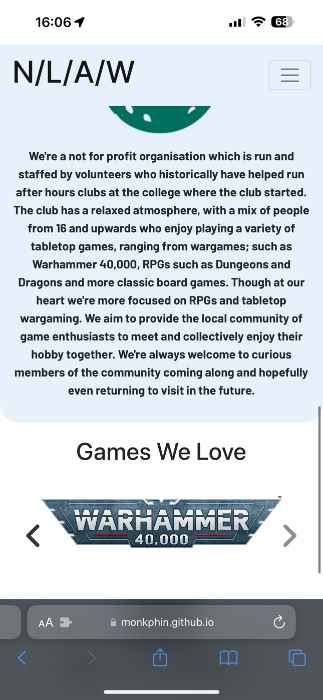 16:06
68
N/L/A/W
We're a not for profit organisation which is run and
staffed by volunteers who historically have helped run
after hours clubs at the college where the club started.
The club has a relaxed atmosphere, with a mix of people
from 16 and upwards who enjoy playing a variety of
tabletop games, ranging from wargames; such as
Warhammer 40,000, RPGs such as Dungeons and
Dragons and more classic board games. Though at our
heart we're more focused on RPGs and tabletop
wargaming. We aim to provide the local community of
game enthusiasts to meet and collectively enjoy their
hobby together. We're always welcome to curious
members of the community coming along and hopefully
even returning to visit in the future.
Games We Love
WARHAMMER
40,000
AA
monkphin.github.io